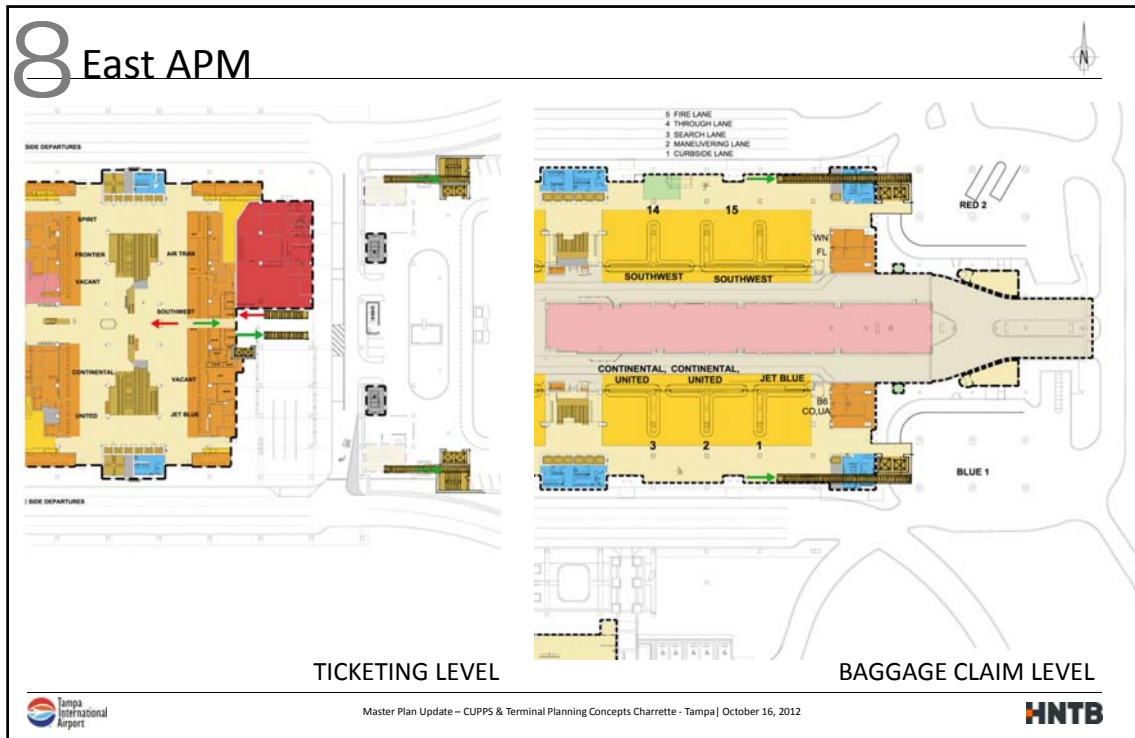 8 East APM
SIDE DEPARTURES
SPIRIT
FRONTIER
AIR TRAN
VACANT
SOUTHWEST
CONTINENTAL
VACANT
UNITED
JET BLUE
SIDE DEPARTURES
TICKETING LEVEL
5 FIRE LANE
4 THROUGH LANE
3 SEARCH LANE
2 MANEUVERING LANE
1 CURBSIDE LANE
14
15
RED 2
WN
FL
SOUTHWEST
SOUTHWEST
CONTINENTAL, CONTINENTAL,
UNITED UNITED JET BLUE
B6
CO,UA
3 2 1
BLUE 1
BAGGAGE CLAIM LEVEL
Tampa
International
Airport
Master Plan Update – CUPPS & Terminal Planning Concepts Charrette - Tampa| October 16, 2012
HNTB